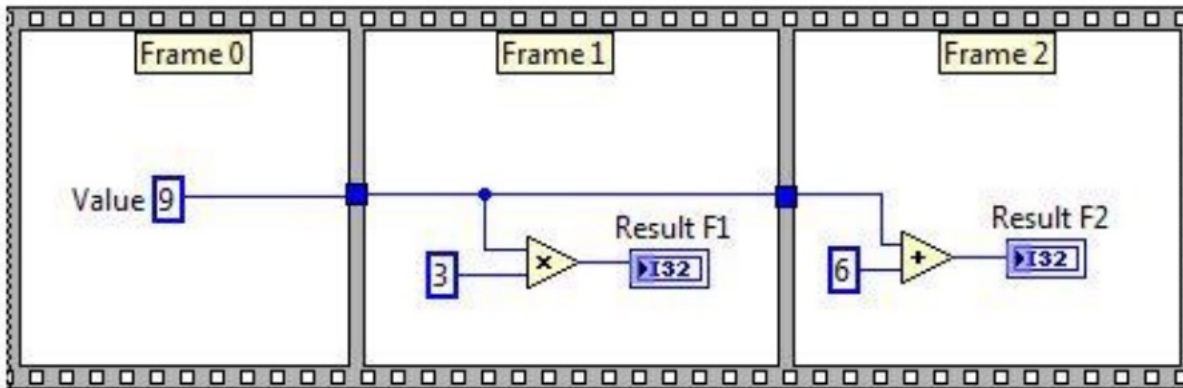 Frame 0
Frame 1
Frame 2
Value 9
3
×
Result F1
I32
6
+
Result F2
I32